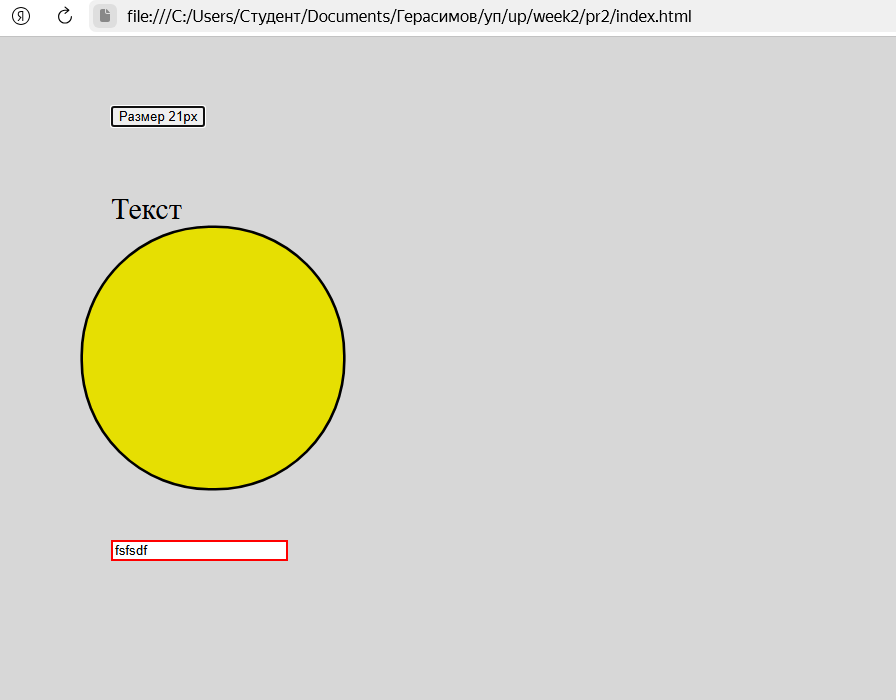 file:///C:/Users/Студент/Documents/Герасимов/уп/up/week2/pr2/index.html
Размер 21px
Текст
fsfsdf